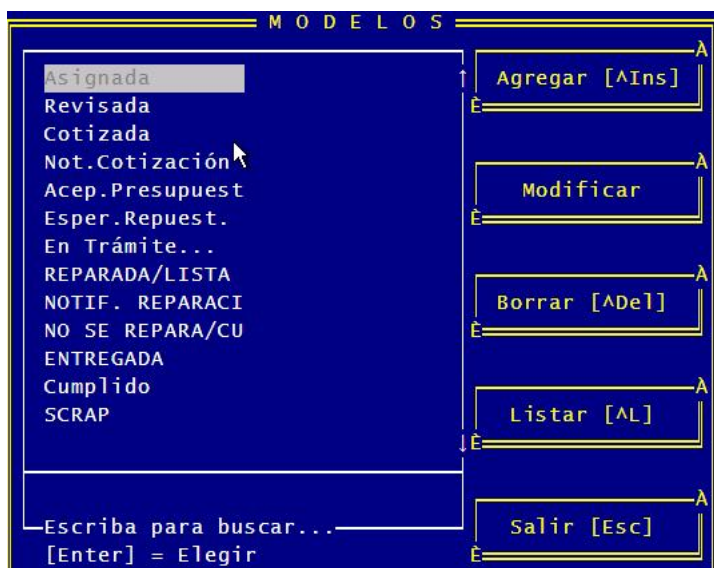 M O D E L O S
Asignada
Revisada
Cotizada
Not.Cotización
Acep.Presupuest
Esper.Repuest.
En Trámite...
REPARADA/LISTA
NOTIF. REPARACI
NO SE REPARA/CU
ENTREGADA
Cumplido
SCRAP
Escriba para buscar...
[Enter] = Elegir
Agregar [^Ins]
Modificar
Borrar [^Del]
Listar [^L]
Salir [Esc]